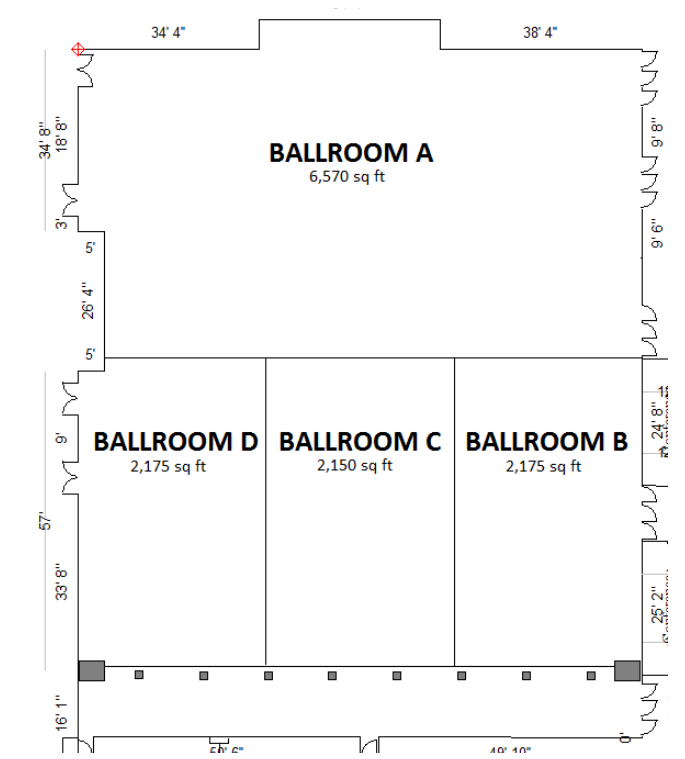 34' 4"
38' 4"
34' 8"
18' 8"
9' 8"
BALLROOM A
6,570 sq ft
3'
5'
9' 6"
26' 4"
5'
BALLROOM D
2,175 sq ft
BALLROOM C
2,150 sq ft
BALLROOM B
2,175 sq ft
9'
24' 8"
57'
33' 8"
25' 2"
16' 1"